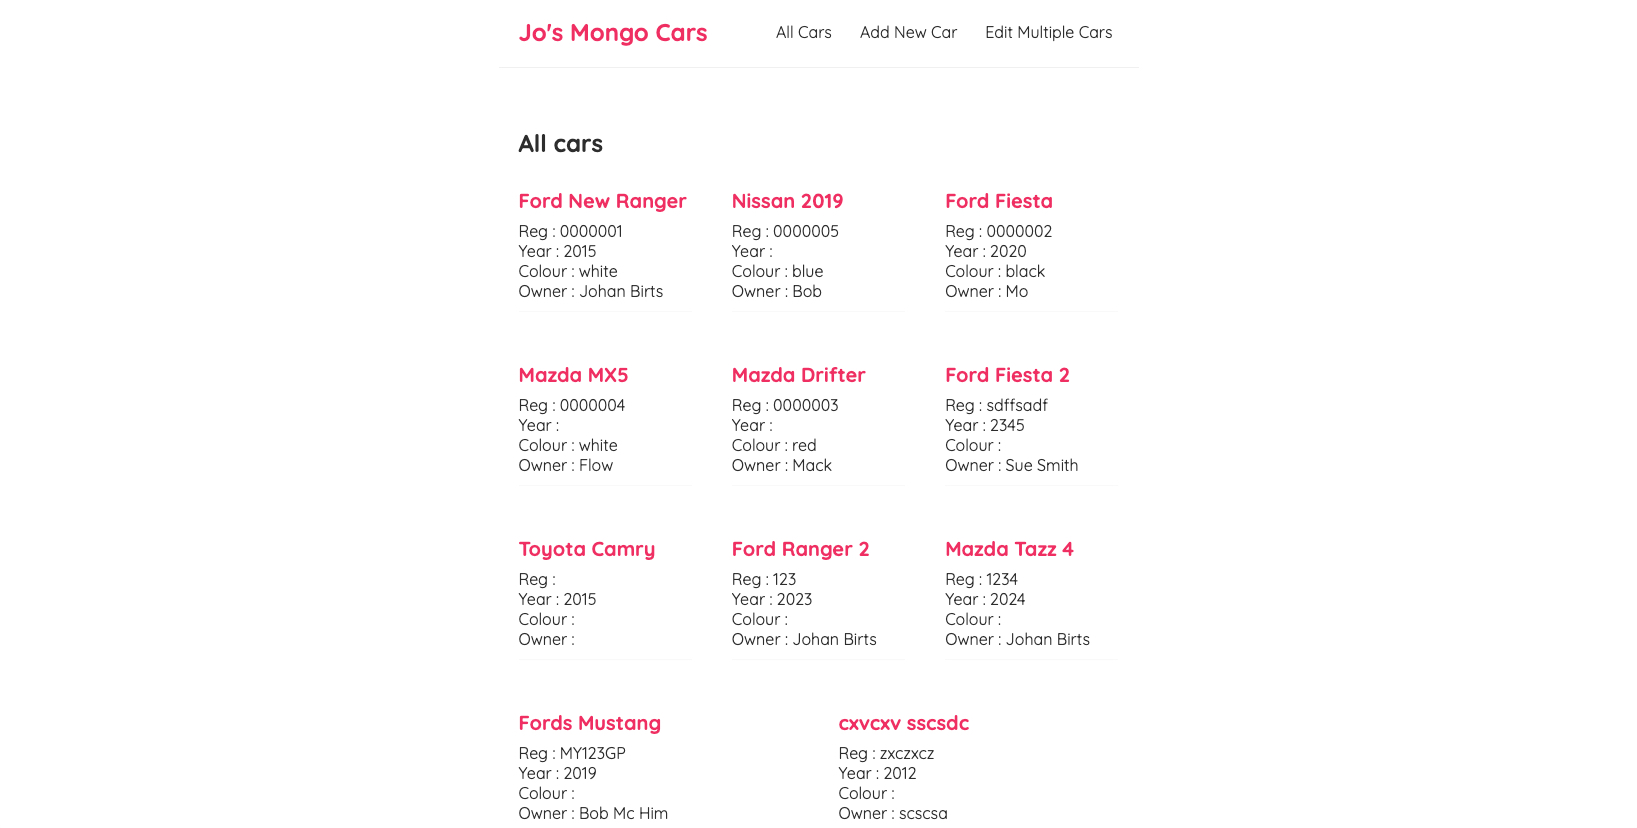 Jo's Mongo Cars
All Cars
Add New Car
Edit Multiple Cars
All cars
Ford New Ranger
Reg : 0000001
Year : 2015
Colour : white
Owner : Johan Birts
Nissan 2019
Reg : 0000005
Year :
Colour : blue
Owner : Bob
Ford Fiesta
Reg : 0000002
Year : 2020
Colour : black
Owner : Mo
Mazda MX5
Reg : 0000004
Year :
Colour : white
Owner : Flow
Mazda Drifter
Reg : 0000003
Year :
Colour : red
Owner : Mack
Ford Fiesta 2
Reg : sdffsadf
Year : 2345
Colour :
Owner : Sue Smith
Toyota Camry
Reg :
Year : 2015
Colour :
Owner :
Ford Ranger 2
Reg : 123
Year : 2023
Colour :
Owner : Johan Birts
Mazda Tazz 4
Reg : 1234
Year : 2024
Colour :
Owner : Johan Birts
Fords Mustang
Reg : MY123GP
Year : 2019
Colour :
Owner : Bob Mc Him
cxvcxv sscsdc
Reg : zxczxcz
Year : 2012
Colour :
Owner : scscsa